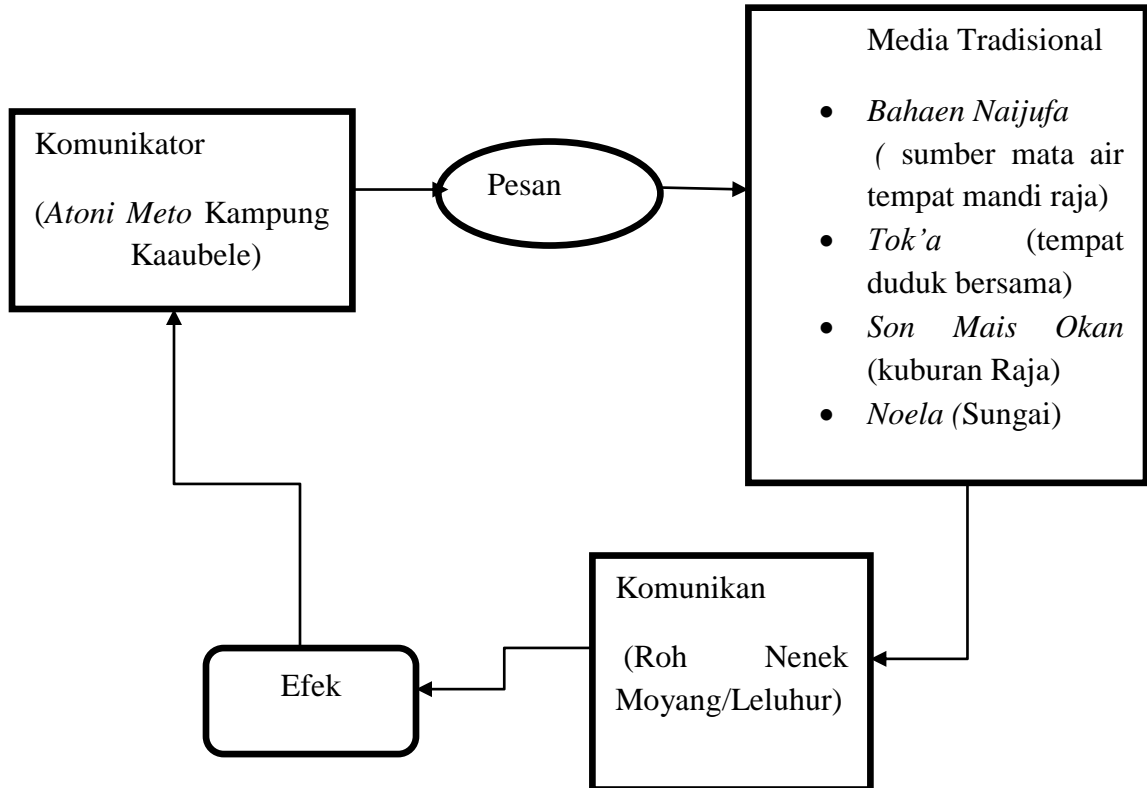 Komunikator
(Atoni Meto Kampung
Kaaubele)
Pesan
Media Tradisional
• Bahaen Naijufa
( sumber mata air
tempat mandi raja)
• Tok’a (tempat
duduk bersama)
• Son Mais Okan
(kuburan Raja)
• Noela (Sungai)
Komunikan
(Roh Nenek
Moyang/Leluhur)
Efek